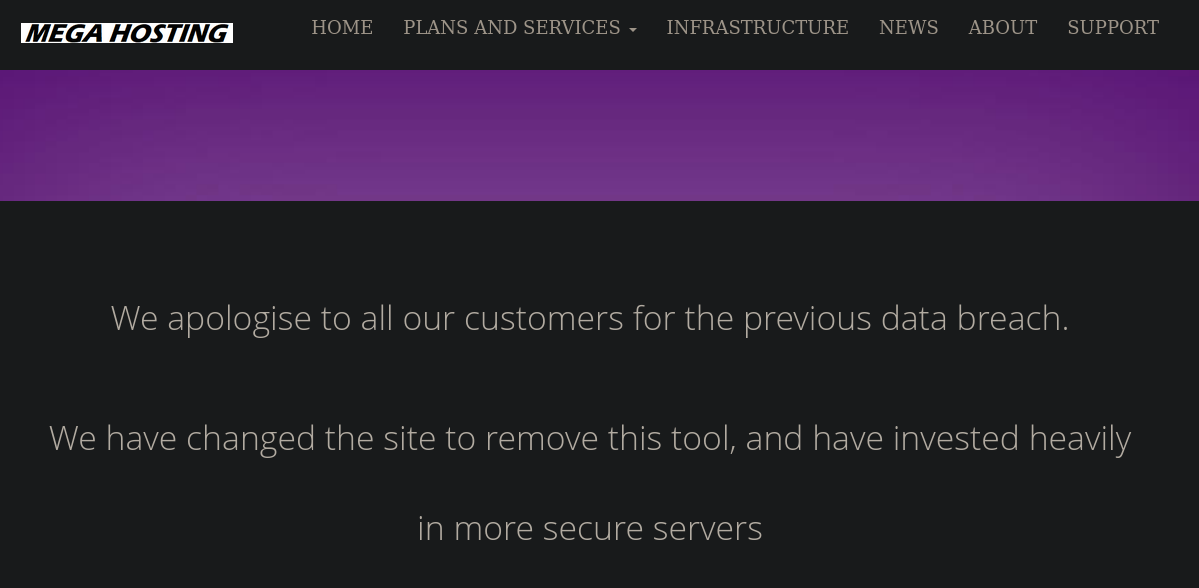 MEGA HOSTING
HOME PLANS AND SERVICES INFRASTRUCTURE NEWS ABOUT SUPPORT
We apologise to all our customers for the previous data breach.
We have changed the site to remove this tool, and have invested heavily
in more secure servers